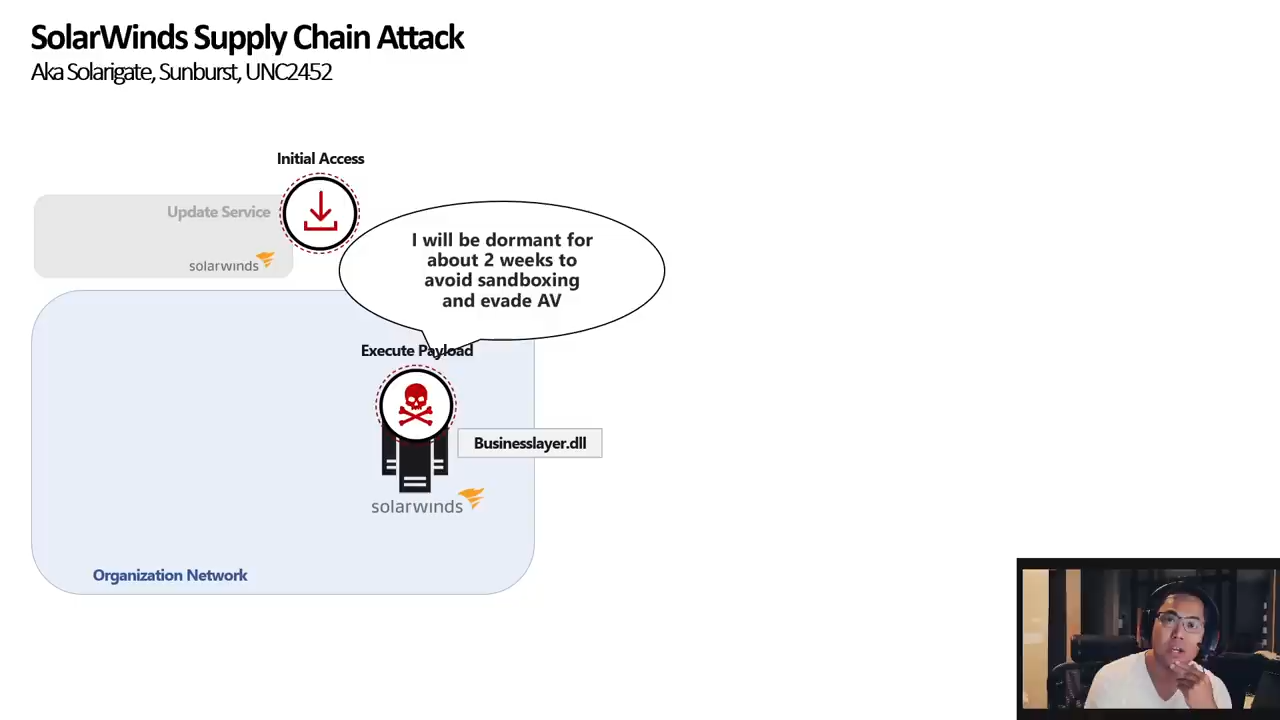 SolarWinds Supply Chain Attack
Aka Solarigate, Sunburst, UNC2452
Initial Access
Update Service
solarwinds
I will be dormant for
about 2 weeks to
avoid sandboxing
and evade AV
Execute Payload
Businesslayer.dll
solarwinds
Organization Network